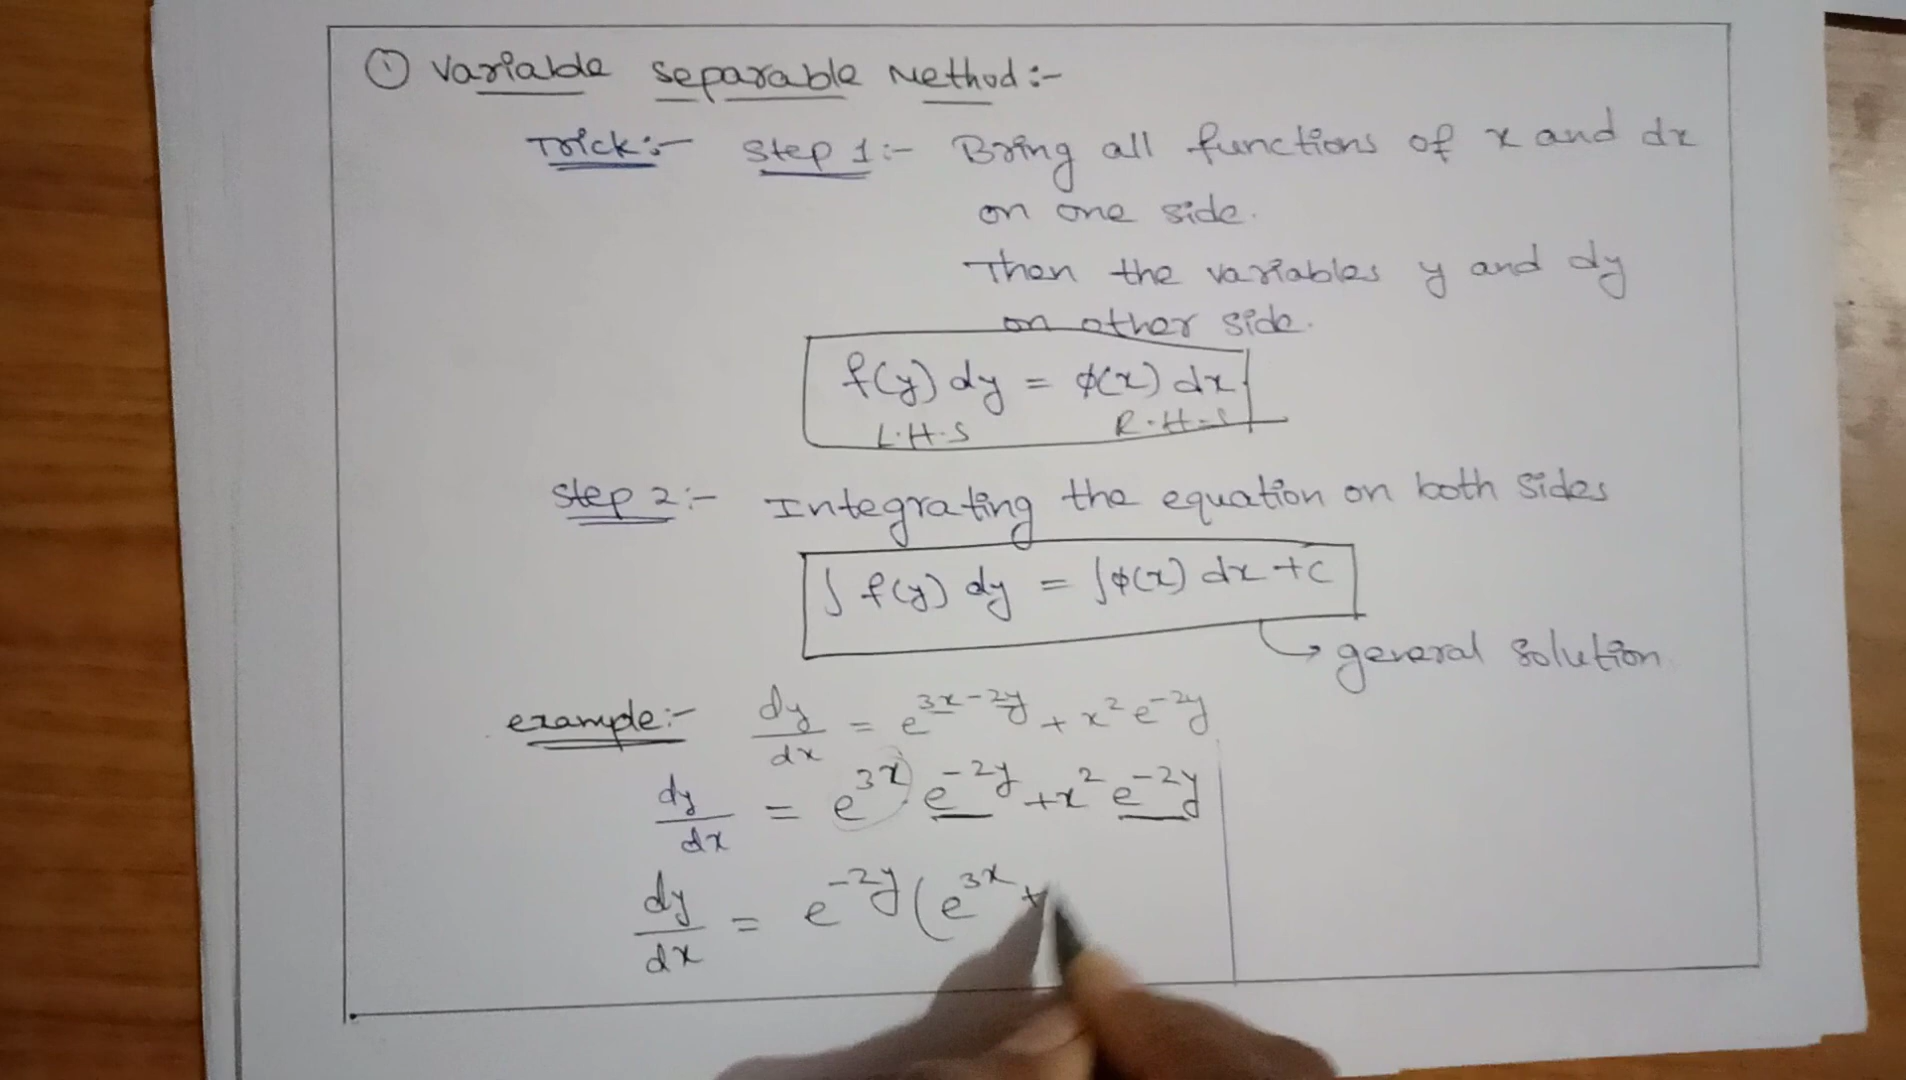 ① Variable Separable Method :-
Trick :- Step 1 :- Bring all functions of x and dx
on one side.
Then the variables y and dy
on other side.
f(y) dy = ϕ(x) dx
L.H.S R.H.S
Step 2 :- Integrating the equation on both sides
∫ f(y) dy = ∫ϕ(x) dx + c
→ general solution
example :- dy/dx = e^{3x-2y} + x² e^{-2y}
dy/dx = e^{3x} . e^{-2y} + x² e^{-2y}
dy/dx = e^{-2y} (e^{3x} +